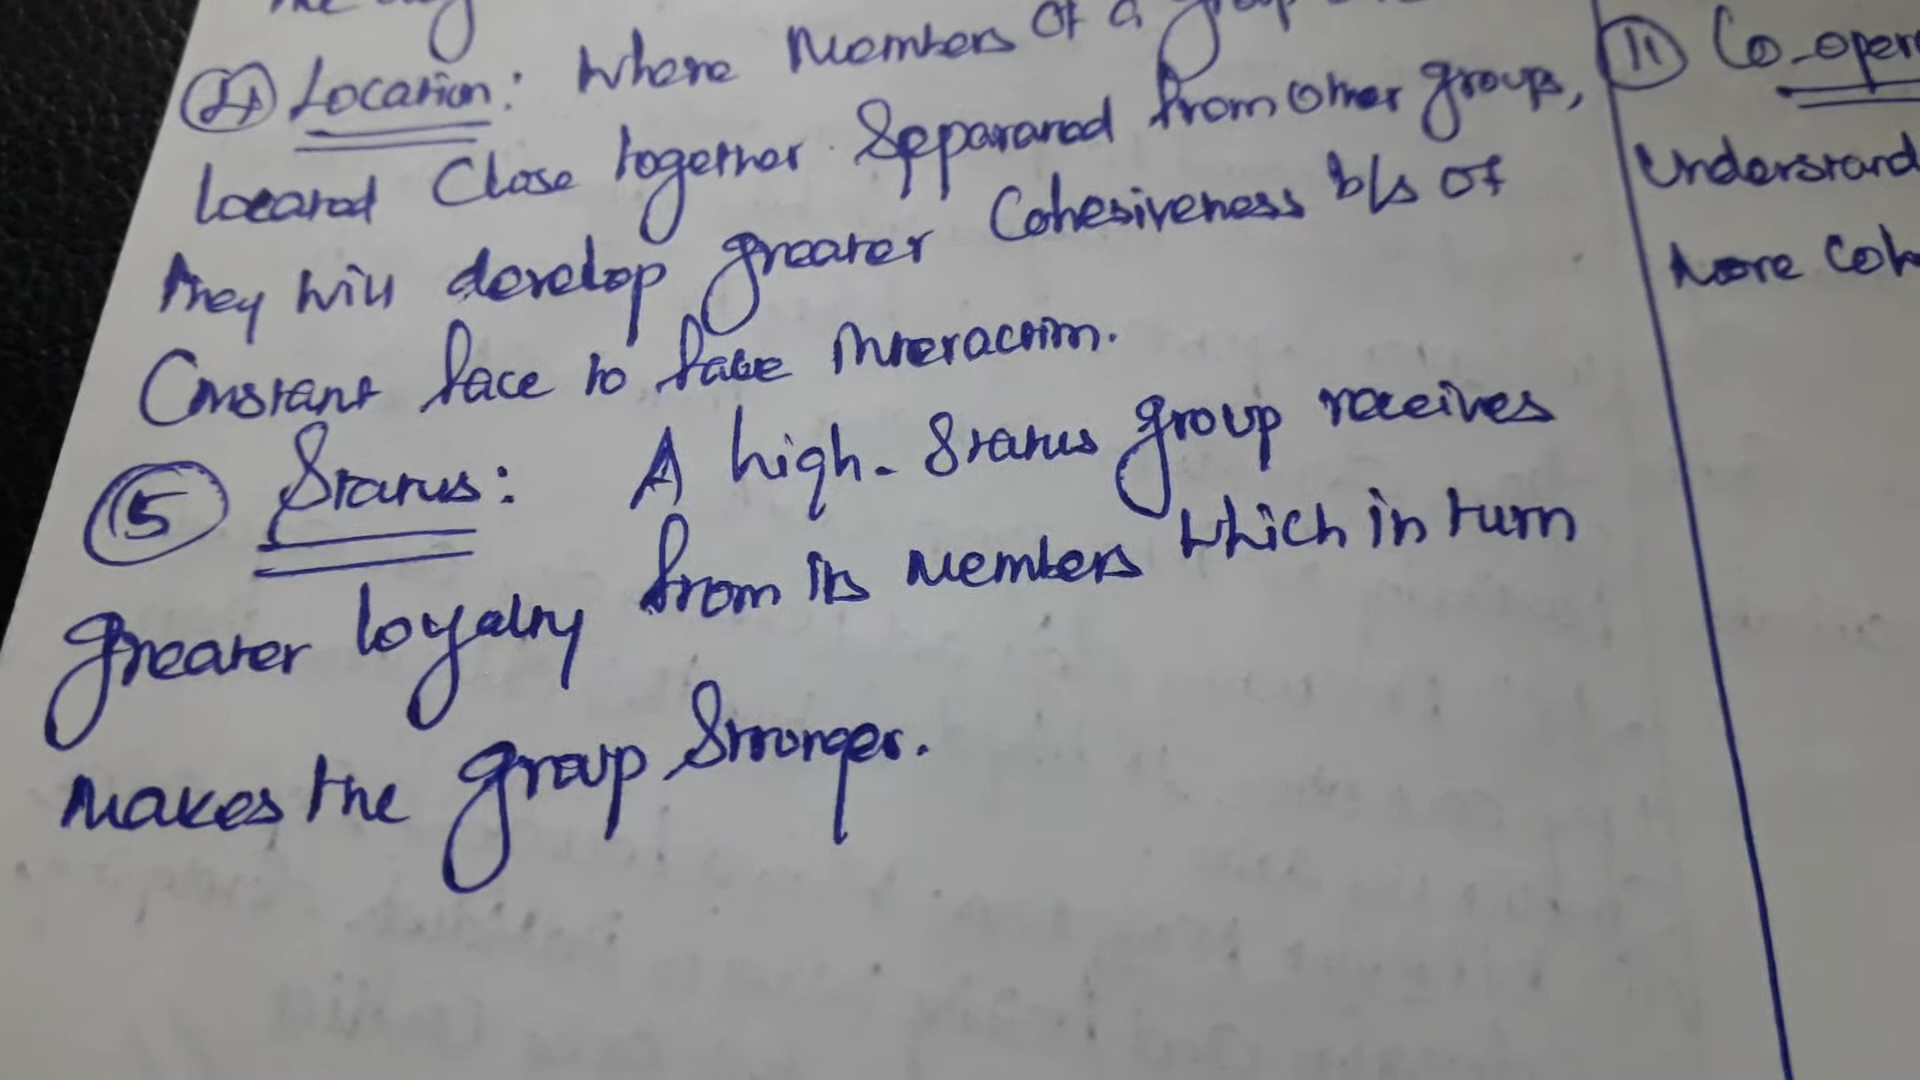 ④ Location: Where Members of a group
located close together separated from other groups,
they will develop greater Cohesiveness b/s of
Constant face to face interaction.
⑤ Status: A high-status group receives
greater loyalty from its members which in turn
makes the group stronger.
⑪ Co-oper
Understand
More Coh